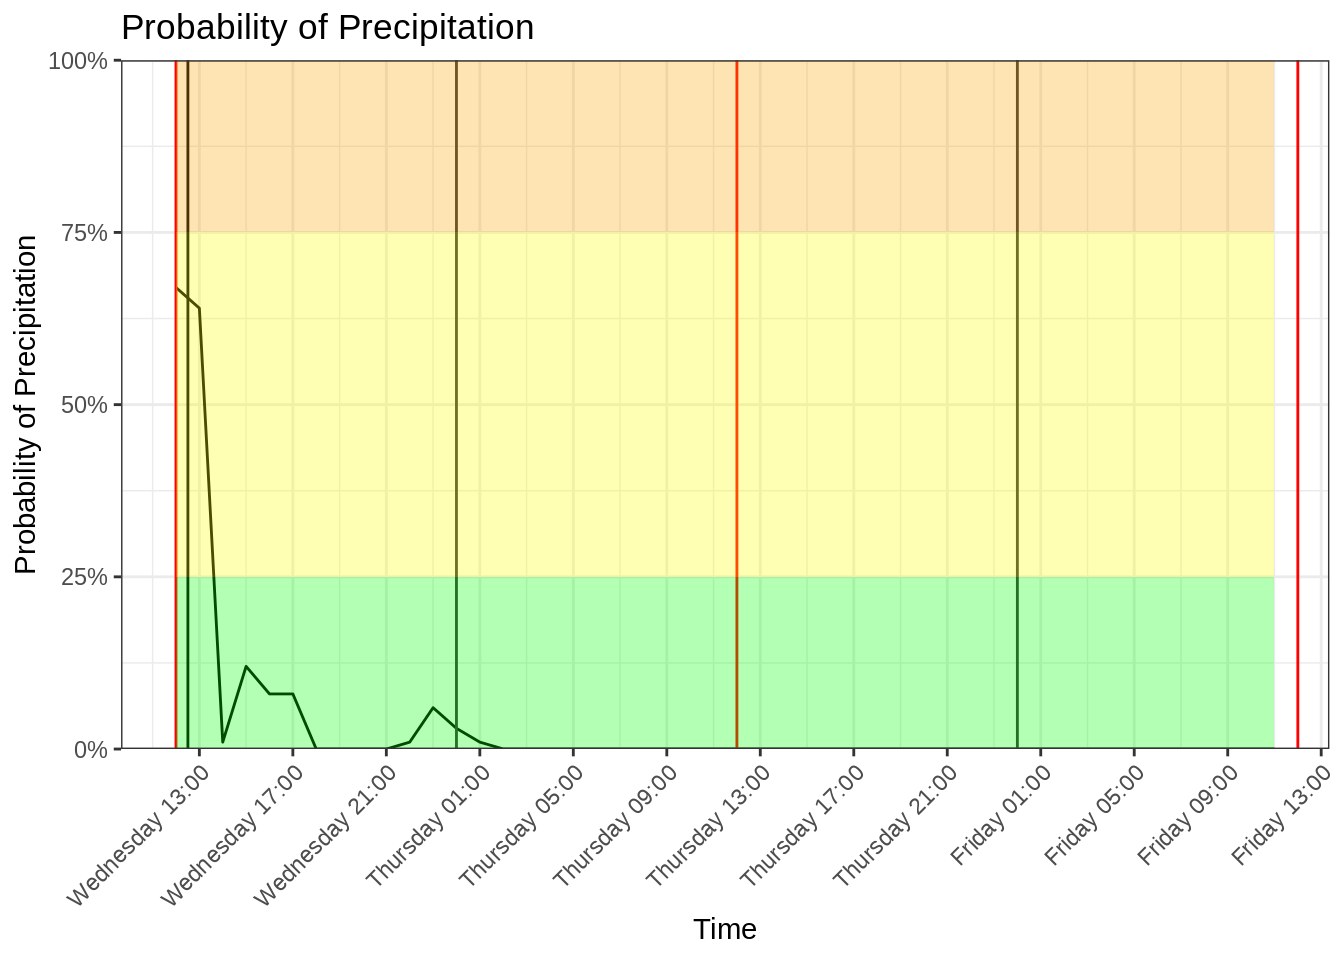 Probability of Precipitation
Probability of Precipitation
100%
75%
50%
25%
0%
Wednesday 13:00
Wednesday 17:00
Wednesday 21:00
Thursday 01:00
Thursday 05:00
Thursday 09:00
Thursday 13:00
Thursday 17:00
Thursday 21:00
Friday 01:00
Friday 05:00
Friday 09:00
Friday 13:00
Time